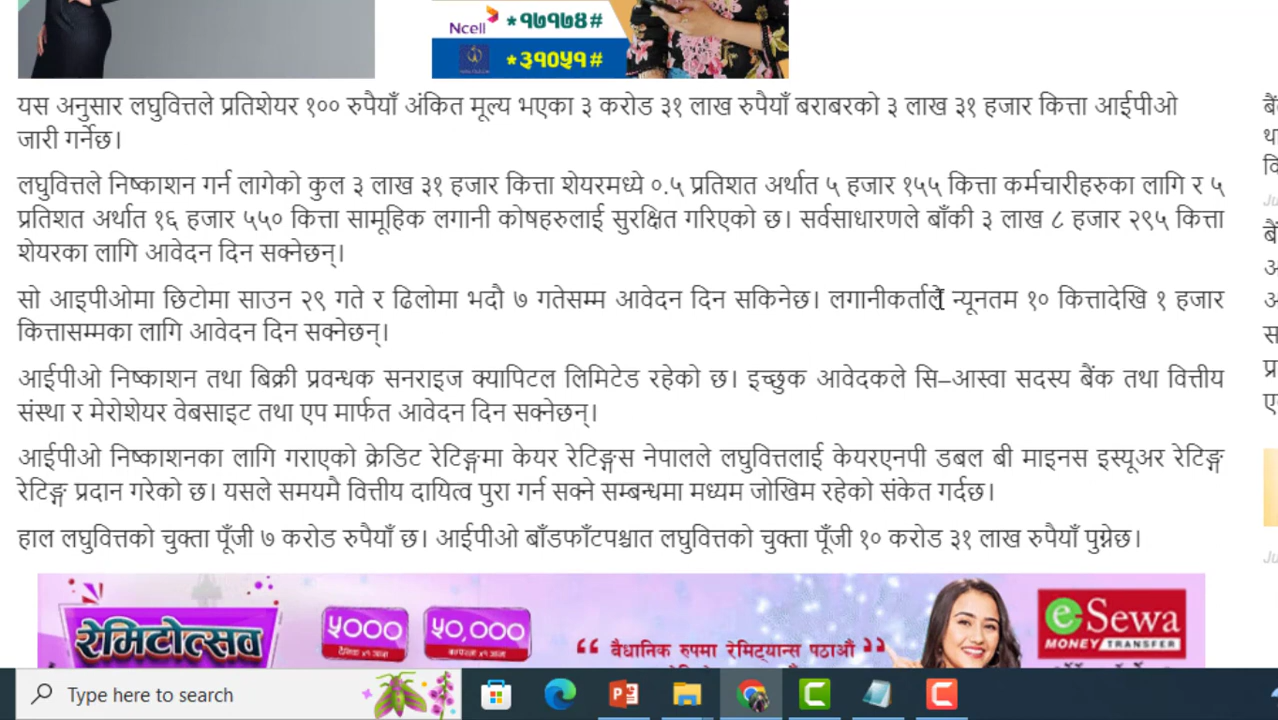 Ncell *१७१७४#
*३१०५१#
यस अनुसार लघुवित्तले प्रतिशेयर १०० रुपैयाँ अंकित मूल्य भएका ३ करोड ३१ लाख रुपैयाँ बराबरको ३ लाख ३१ हजार कित्ता आईपीओ
जारी गर्नेछ।
लघुवित्तले निष्काशन गर्न लागेको कुल ३ लाख ३१ हजार कित्ता शेयरमध्ये ०.५ प्रतिशत अर्थात ५ हजार १५५ कित्ता कर्मचारीहरुका लागि र ५
प्रतिशत अर्थात १६ हजार ५५० कित्ता सामूहिक लगानी कोषहरुलाई सुरक्षित गरिएको छ। सर्वसाधारणले बाँकी ३ लाख ८ हजार २९५ कित्ता
शेयरका लागि आवेदन दिन सक्नेछन्।
सो आइपीओमा छिटोमा साउन २९ गते र ढिलोमा भदौ ७ गतेसम्म आवेदन दिन सकिनेछ। लगानीकर्ताले न्यूनतम १० कित्तादेखि १ हजार
कित्तासम्मका लागि आवेदन दिन सक्नेछन्।
आईपीओ निष्काशन तथा बिक्री प्रवन्धक सनराइज क्यापिटल लिमिटेड रहेको छ। इच्छुक आवेदकले सि–आस्वा सदस्य बैंक तथा वित्तीय
संस्था र मेरोशेयर वेबसाइट तथा एप मार्फत आवेदन दिन सक्नेछन्।
आईपीओ निष्काशनका लागि गराएको क्रेडिट रेटिङ्गमा केयर रेटिङ्गस नेपालले लघुवित्तलाई केयरएनपी डबल बी माइनस इस्यूअर रेटिङ्ग
रेटिङ्ग प्रदान गरेको छ। यसले समयमै वित्तीय दायित्व पुरा गर्न सक्ने सम्बन्धमा मध्यम जोखिम रहेको संकेत गर्दछ।
हाल लघुवित्तको चुक्ता पूँजी ७ करोड रुपैयाँ छ। आईपीओ बाँडफाँटपश्चात लघुवित्तको चुक्ता पूँजी १० करोड ३१ लाख रुपैयाँ पुग्नेछ।
रेमिटोत्सव
५०००
५०,०००
“ बैधानिक रुपमा रेमिट्यान्स पठाऔं ”
eSewa
MONEY TRANSFER
Type here to search